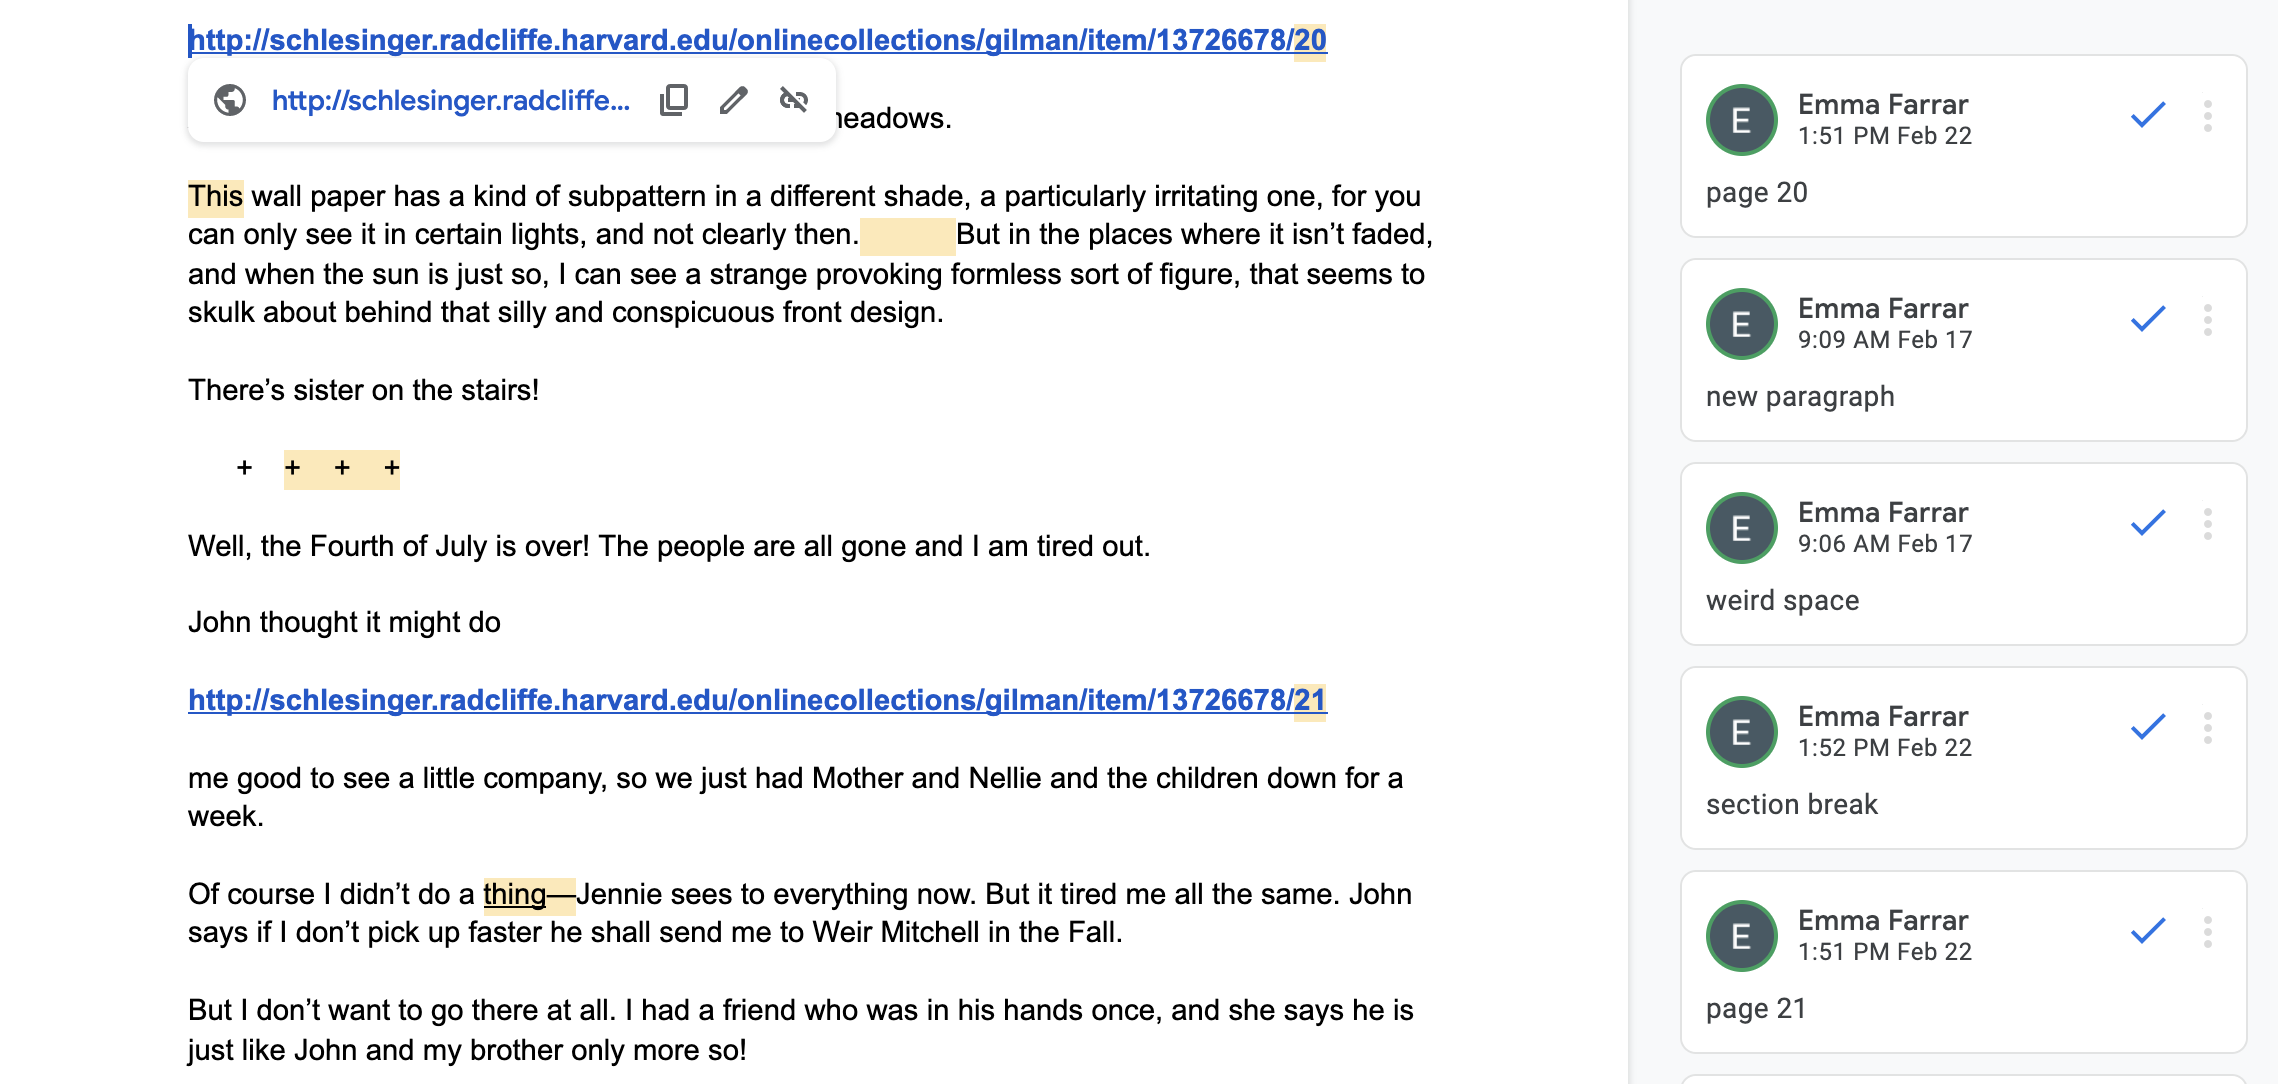 http://schlesinger.radcliffe.harvard.edu/onlinecollections/gilman/item/13726678/20
http://schlesinger.radcliffe...
meadows.
This wall paper has a kind of subpattern in a different shade, a particularly irritating one, for you
can only see it in certain lights, and not clearly then. But in the places where it isn’t faded,
and when the sun is just so, I can see a strange provoking formless sort of figure, that seems to
skulk about behind that silly and conspicuous front design.
There’s sister on the stairs!
+ + + +
Well, the Fourth of July is over! The people are all gone and I am tired out.
John thought it might do
http://schlesinger.radcliffe.harvard.edu/onlinecollections/gilman/item/13726678/21
me good to see a little company, so we just had Mother and Nellie and the children down for a
week.
Of course I didn’t do a thing—Jennie sees to everything now. But it tired me all the same. John
says if I don’t pick up faster he shall send me to Weir Mitchell in the Fall.
But I don’t want to go there at all. I had a friend who was in his hands once, and she says he is
just like John and my brother only more so!
E
Emma Farrar
1:51 PM Feb 22
page 20
E
Emma Farrar
9:09 AM Feb 17
new paragraph
E
Emma Farrar
9:06 AM Feb 17
weird space
E
Emma Farrar
1:52 PM Feb 22
section break
E
Emma Farrar
1:51 PM Feb 22
page 21